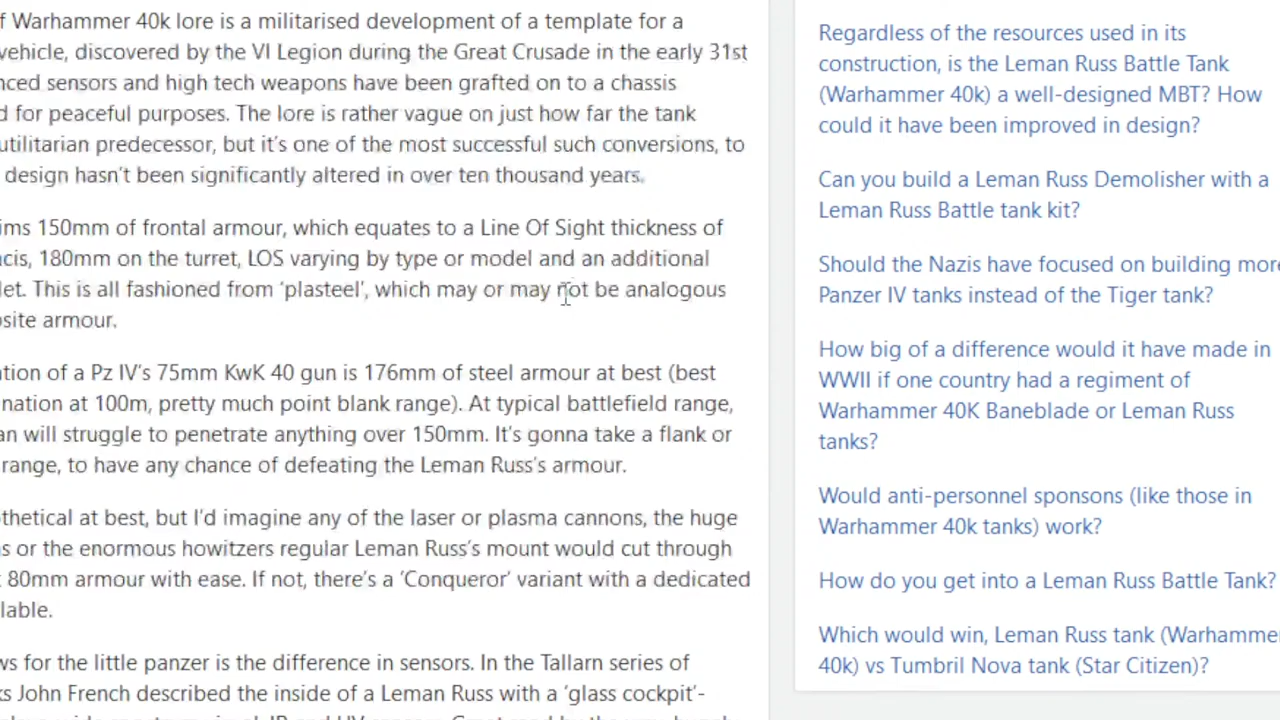 f Warhammer 40k lore is a militarised development of a template for a
vehicle, discovered by the VI Legion during the Great Crusade in the early 31st
nced sensors and high tech weapons have been grafted on to a chassis
d for peaceful purposes. The lore is rather vague on just how far the tank
utilitarian predecessor, but it's one of the most successful such conversions, to
design hasn't been significantly altered in over ten thousand years.
ims 150mm of frontal armour, which equates to a Line Of Sight thickness of
cis, 180mm on the turret, LOS varying by type or model and an additional
let. This is all fashioned from ‘plasteel’, which may or may not be analogous
site armour.
tion of a Pz IV's 75mm KwK 40 gun is 176mm of steel armour at best (best
nation at 100m, pretty much point blank range). At typical battlefield range,
an will struggle to penetrate anything over 150mm. It's gonna take a flank or
range, to have any chance of defeating the Leman Russ's armour.
thetical at best, but I'd imagine any of the laser or plasma cannons, the huge
s or the enormous howitzers regular Leman Russ's mount would cut through
80mm armour with ease. If not, there's a ‘Conqueror’ variant with a dedicated
lable.
ws for the little panzer is the difference in sensors. In the Tallarn series of
ks John French described the inside of a Leman Russ with a ‘glass cockpit’-
Regardless of the resources used in its
construction, is the Leman Russ Battle Tank
(Warhammer 40k) a well-designed MBT? How
could it have been improved in design?
Can you build a Leman Russ Demolisher with a
Leman Russ Battle tank kit?
Should the Nazis have focused on building more
Panzer IV tanks instead of the Tiger tank?
How big of a difference would it have made in
WWII if one country had a regiment of
Warhammer 40K Baneblade or Leman Russ
tanks?
Would anti-personnel sponsons (like those in
Warhammer 40k tanks) work?
How do you get into a Leman Russ Battle Tank?
Which would win, Leman Russ tank (Warhammer
40k) vs Tumbril Nova tank (Star Citizen)?